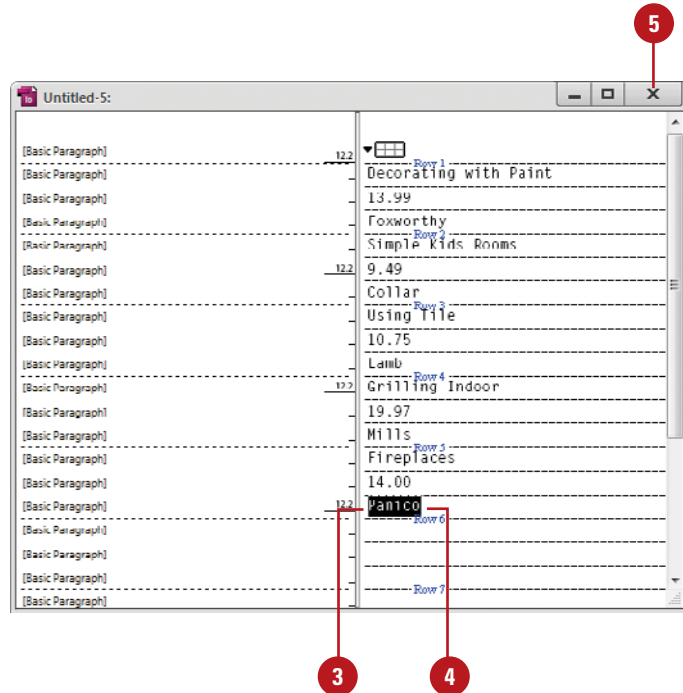 5
Untitled-5:
[Basic Paragraph] 12.2
Row 1
[Basic Paragraph] Decorating with Paint
[Basic Paragraph] 13.99
[Basic Paragraph] Foxworthy
Row 2
[Basic Paragraph] Simple Kids Rooms
[Basic Paragraph] 12.2 9.49
[Basic Paragraph] Collar
Row 3
[Basic Paragraph] Using Tile
[Basic Paragraph] 10.75
[Basic Paragraph] Lamb
Row 4
[Basic Paragraph] 12.2 Grilling Indoor
[Basic Paragraph] 19.97
[Basic Paragraph] Mills
Row 5
[Basic Paragraph] Fireplaces
[Basic Paragraph] 14.00
[Basic Paragraph] 12.2 Panico
Row 6
[Basic Paragraph]
[Basic Paragraph]
[Basic Paragraph]
Row 7
[Basic Paragraph]
3 4